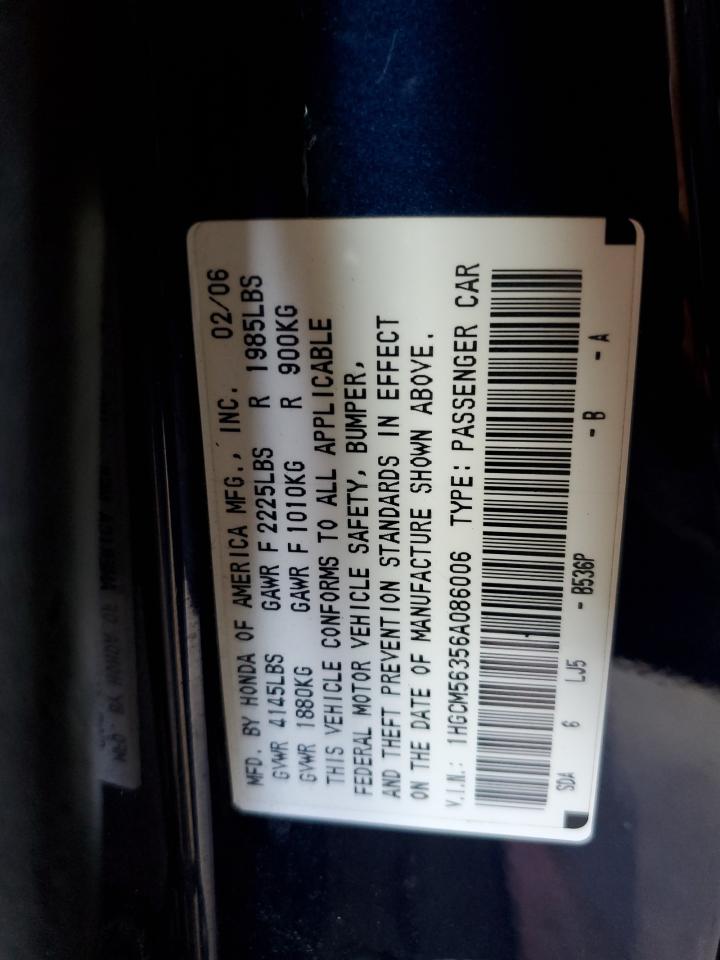 MFD. BY HONDA OF AMERICA MFG., INC. 02/06
GVWR 4145LBS GAWR F 2225LBS R 1985LBS
GVWR 1880KG GAWR F 1010KG R 900KG
THIS VEHICLE CONFORMS TO ALL APPLICABLE
FEDERAL MOTOR VEHICLE SAFETY, BUMPER,
AND THEFT PREVENTION STANDARDS IN EFFECT
ON THE DATE OF MANUFACTURE SHOWN ABOVE.
V.I.N.: 1HGCM56356A086006 TYPE: PASSENGER CAR
SDA 6 LJ5 - B536P - B - A